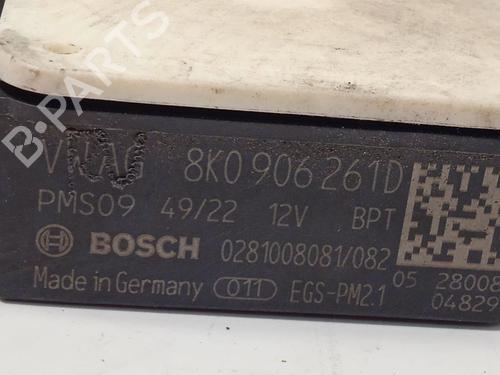 B-PARTS
8K0 906 261D
PMS09 49/22 12V BPT
BOSCH 0281008081/082
Made in Germany 011 EGS-PM2.1
05 28008
04829